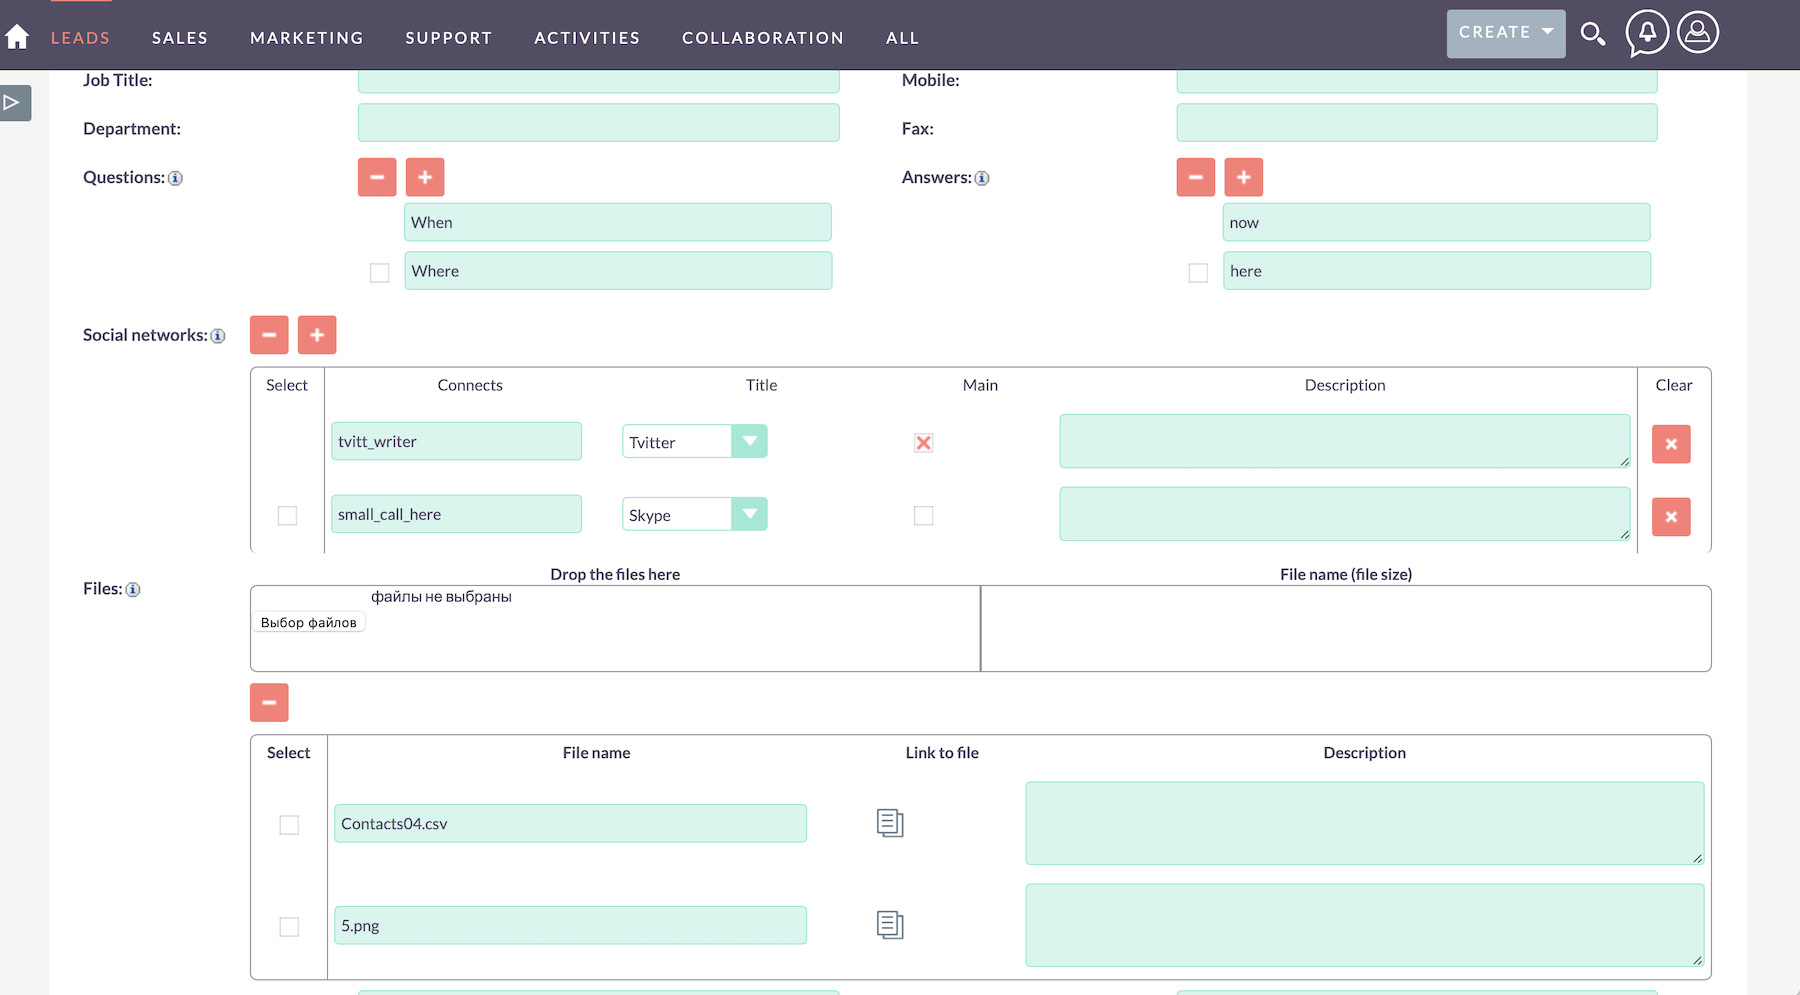 LEADS SALES MARKETING SUPPORT ACTIVITIES COLLABORATION ALL CREATE
Job Title: Mobile:
Department: Fax:
Questions: Answers:
When now
Where here
Social networks:
Select Connects Title Main Description Clear
tvitt_writer Tvitter
small_call_here Skype
Drop the files here File name (file size)
Files:
файлы не выбраны
Выбор файлов
Select File name Link to file Description
Contacts04.csv
5.png